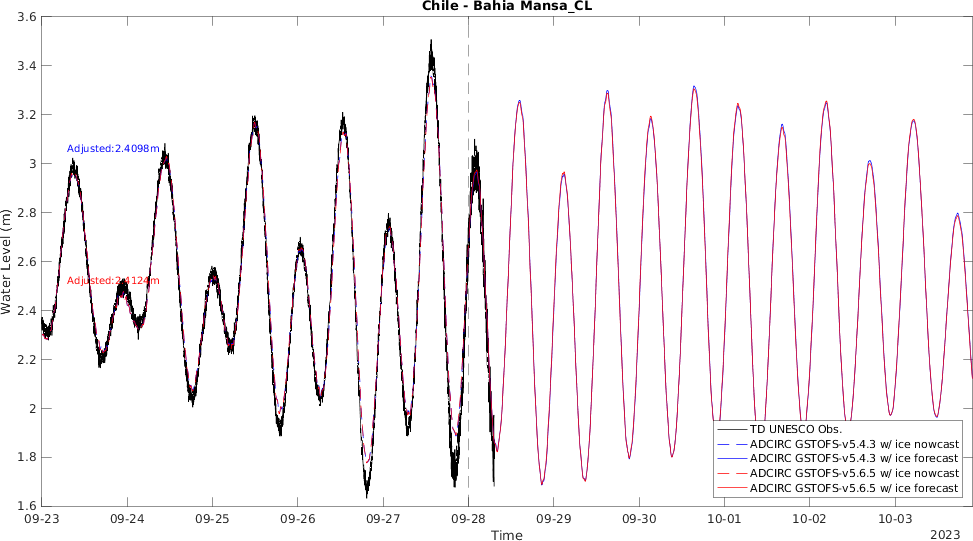 Chile - Bahia Mansa_CL
3.6
3.4
3.2
3
2.8
2.6
2.4
2.2
2
1.8
1.6
Water Level (m)
Adjusted:2.4098m
Adjusted:2.4124m
TD UNESCO Obs.
ADCIRC GSTOFS-v5.4.3 w/ ice nowcast
ADCIRC GSTOFS-v5.4.3 w/ ice forecast
ADCIRC GSTOFS-v5.6.5 w/ ice nowcast
ADCIRC GSTOFS-v5.6.5 w/ ice forecast
09-23 09-24 09-25 09-26 09-27 09-28 09-29 09-30 10-01 10-02 10-03
Time
2023